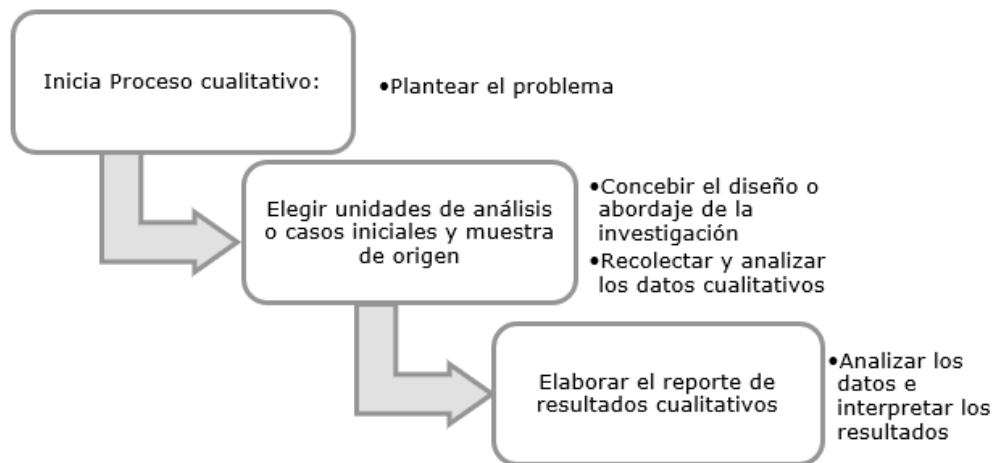 Inicia Proceso cualitativo:
•Plantear el problema
Elegir unidades de análisis
o casos iniciales y muestra
de origen
•Concebir el diseño o
abordaje de la
investigación
•Recolectar y analizar
los datos cualitativos
Elaborar el reporte de
resultados cualitativos
•Analizar los
datos e
interpretar los
resultados